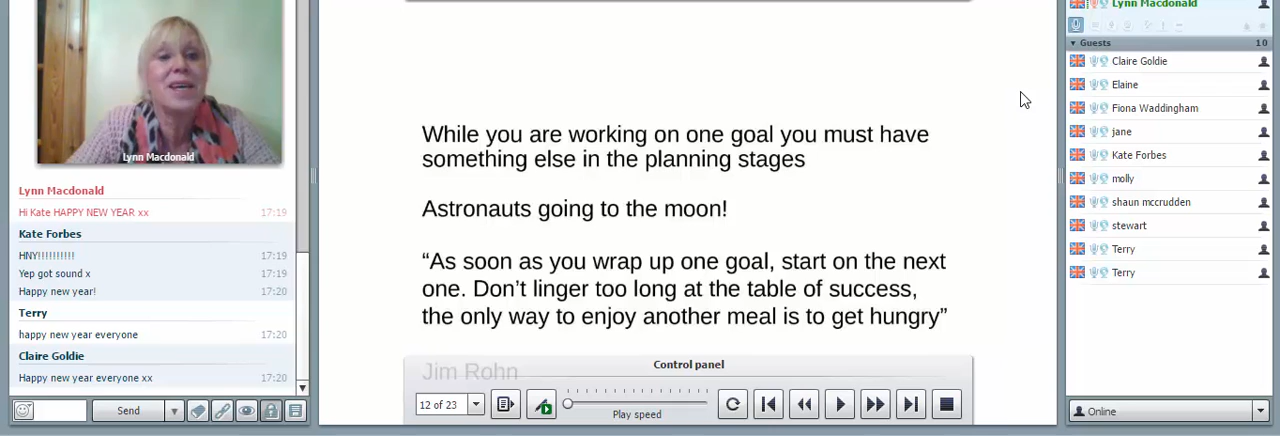 Lynn Macdonald
Lynn Macdonald
Hi Kate HAPPY NEW YEAR xx 17:19
Kate Forbes
HNY!!!!!!!!!! 17:19
Yep got sound x 17:19
Happy new year! 17:20
Terry
happy new year everyone 17:20
Claire Goldie
Happy new year everyone xx 17:20
Send
While you are working on one goal you must have
something else in the planning stages
Astronauts going to the moon!
“As soon as you wrap up one goal, start on the next
one. Don’t linger too long at the table of success,
the only way to enjoy another meal is to get hungry”
Jim Rohn
Control panel
12 of 23
Play speed
Lynn Macdonald
Guests 10
Claire Goldie
Elaine
Fiona Waddingham
jane
Kate Forbes
molly
shaun mccrudden
stewart
Terry
Terry
Online